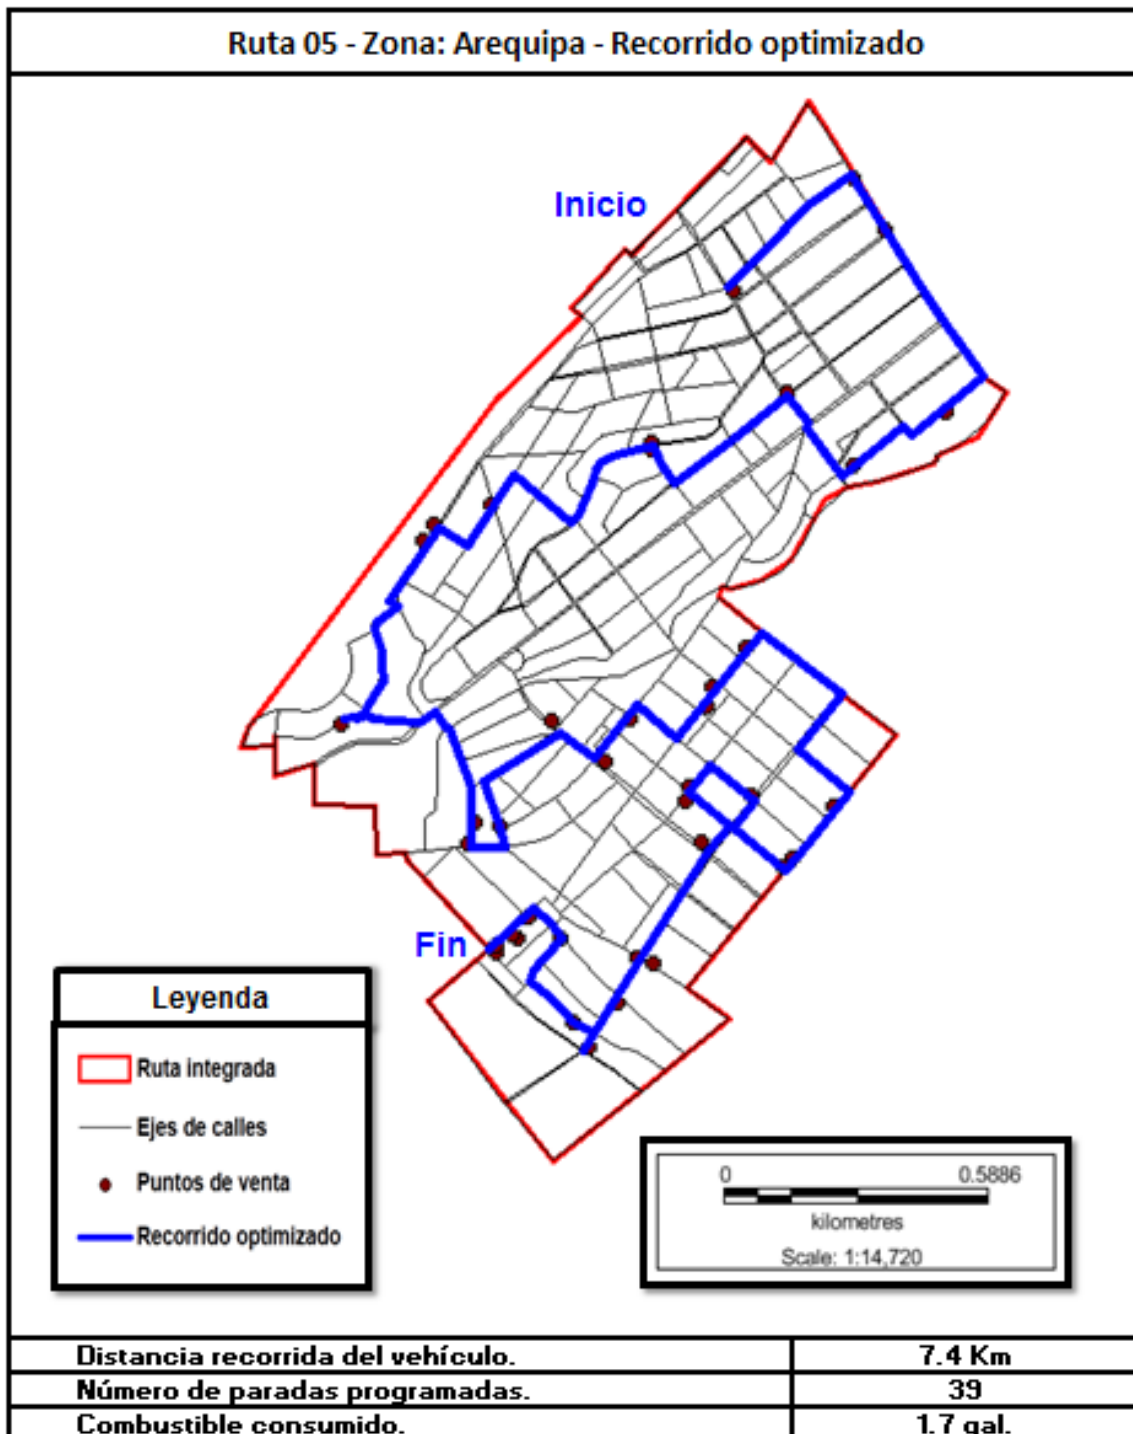 Ruta 05 - Zona: Arequipa - Recorrido optimizado
Inicio
Fin
Leyenda
Ruta integrada
Ejes de calles
Puntos de venta
Recorrido optimizado
0 0.5886
kilometres
Scale: 1:14,720
Distancia recorrida del vehículo. 7.4 Km
Número de paradas programadas. 39
Combustible consumido. 1.7 gal.